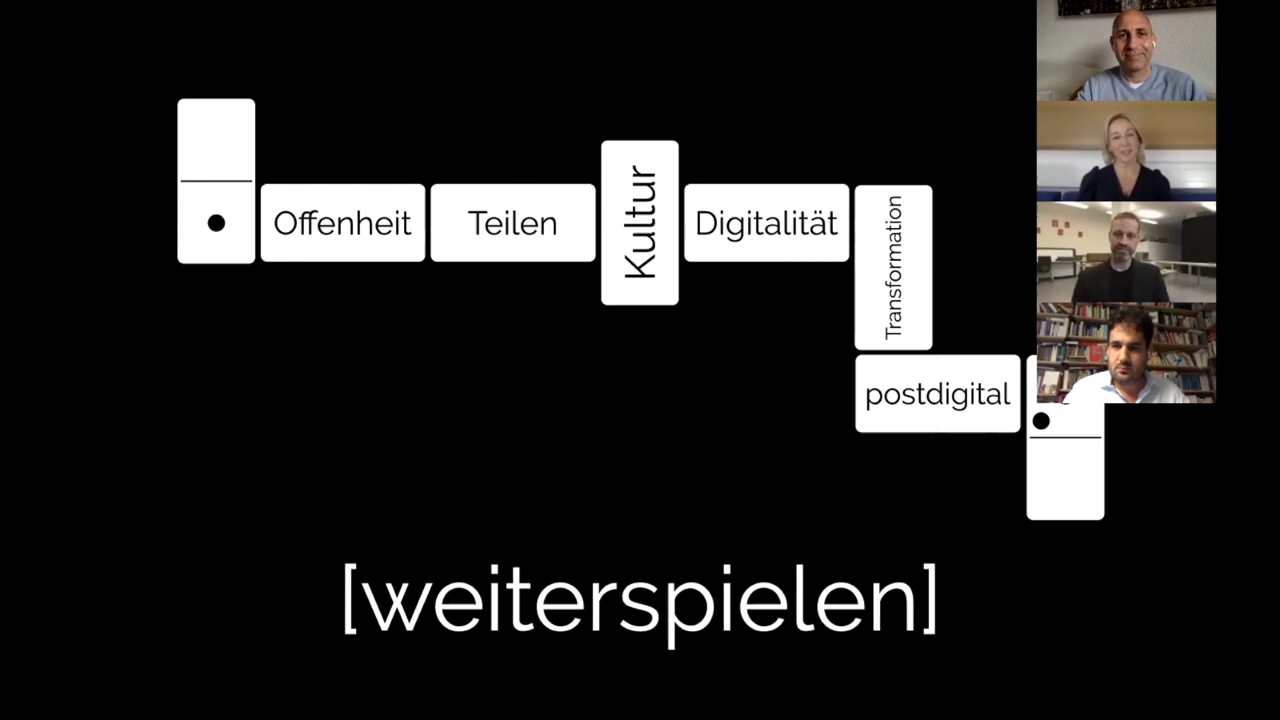 Offenheit
Teilen
Kultur
Digitalität
Transformation
postdigital
[weiterspielen]